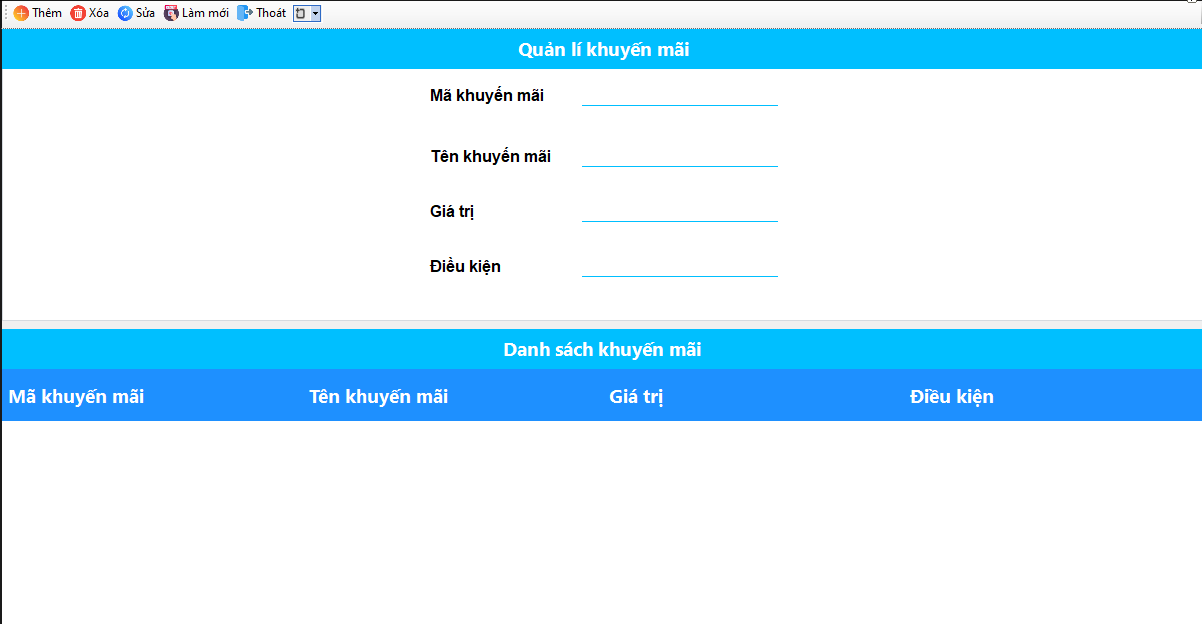 Thêm Xóa Sửa Làm mới Thoát
Quản lí khuyến mãi
Mã khuyến mãi
Tên khuyến mãi
Giá trị
Điều kiện
Danh sách khuyến mãi
Mã khuyến mãi Tên khuyến mãi Giá trị Điều kiện